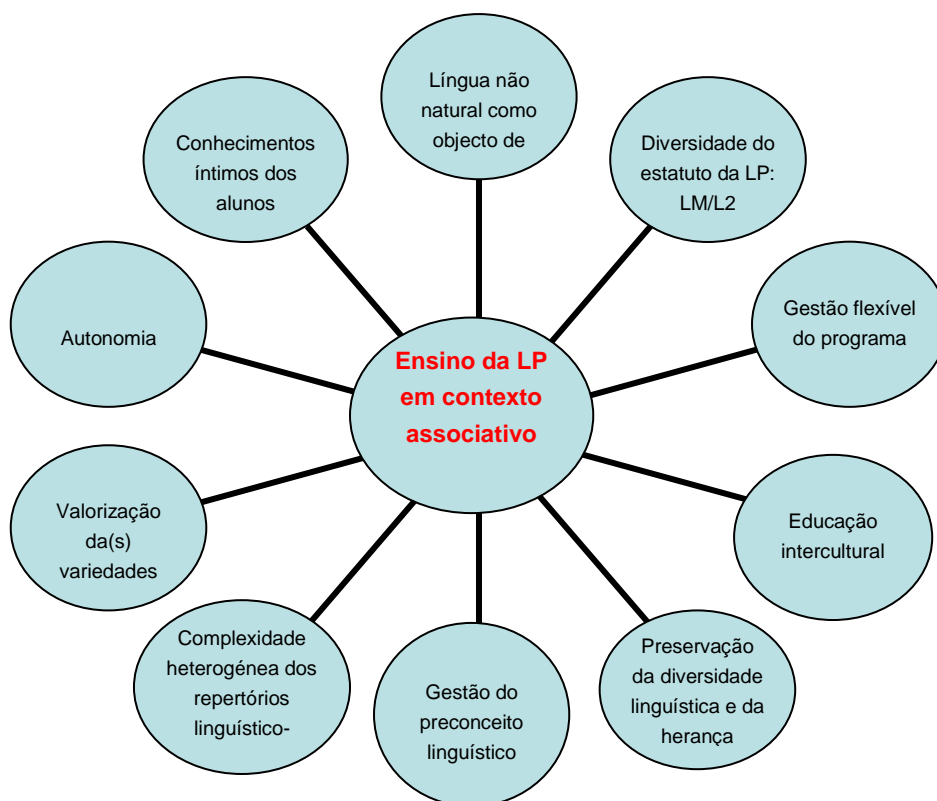 Língua não
natural como
objecto de
Diversidade do
estatuto da LP:
LM/L2
Gestão flexível
do programa
Educação
intercultural
Preservação
da diversidade
linguística e da
herança
Gestão do
preconceito
linguístico
Complexidade
heterogénea dos
repertórios
linguístico-
Valorização
da(s)
variedades
Autonomia
Conhecimentos
íntimos dos
alunos
Ensino da LP
em contexto
associativo